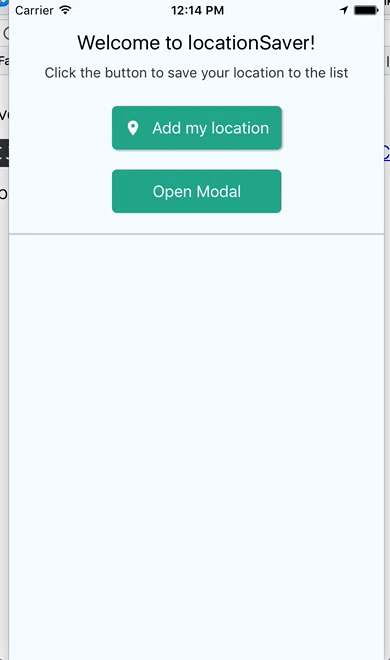 Carrier 12:14 PM
Welcome to locationSaver!
Click the button to save your location to the list
Add my location
Open Modal